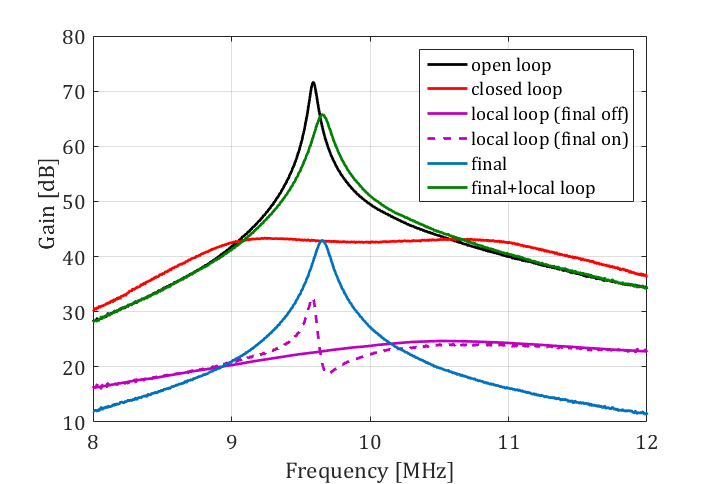 80
70
60
50
40
30
20
10
Gain [dB]
open loop
closed loop
local loop (final off)
local loop (final on)
final
final+local loop
8 9 10 11 12
Frequency [MHz]